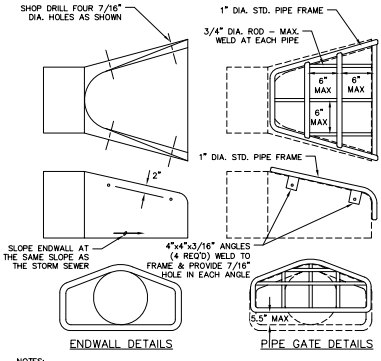 SHOP DRILL FOUR 7/16"
DIA. HOLES AS SHOWN
1" DIA. STD. PIPE FRAME
3/4" DIA. ROD - MAX.
WELD AT EACH PIPE
6"
MAX
6"
MAX
6"
MAX
2"
1" DIA. STD. PIPE FRAME
SLOPE ENDWALL AT
THE SAME SLOPE AS
THE STORM SEWER
4"x4"x3/16" ANGLES
(4 REQ'D) WELD TO
FRAME & PROVIDE 7/16"
HOLE IN EACH ANGLE
5.5" MAX
ENDWALL DETAILS
PIPE GATE DETAILS
NOTES: